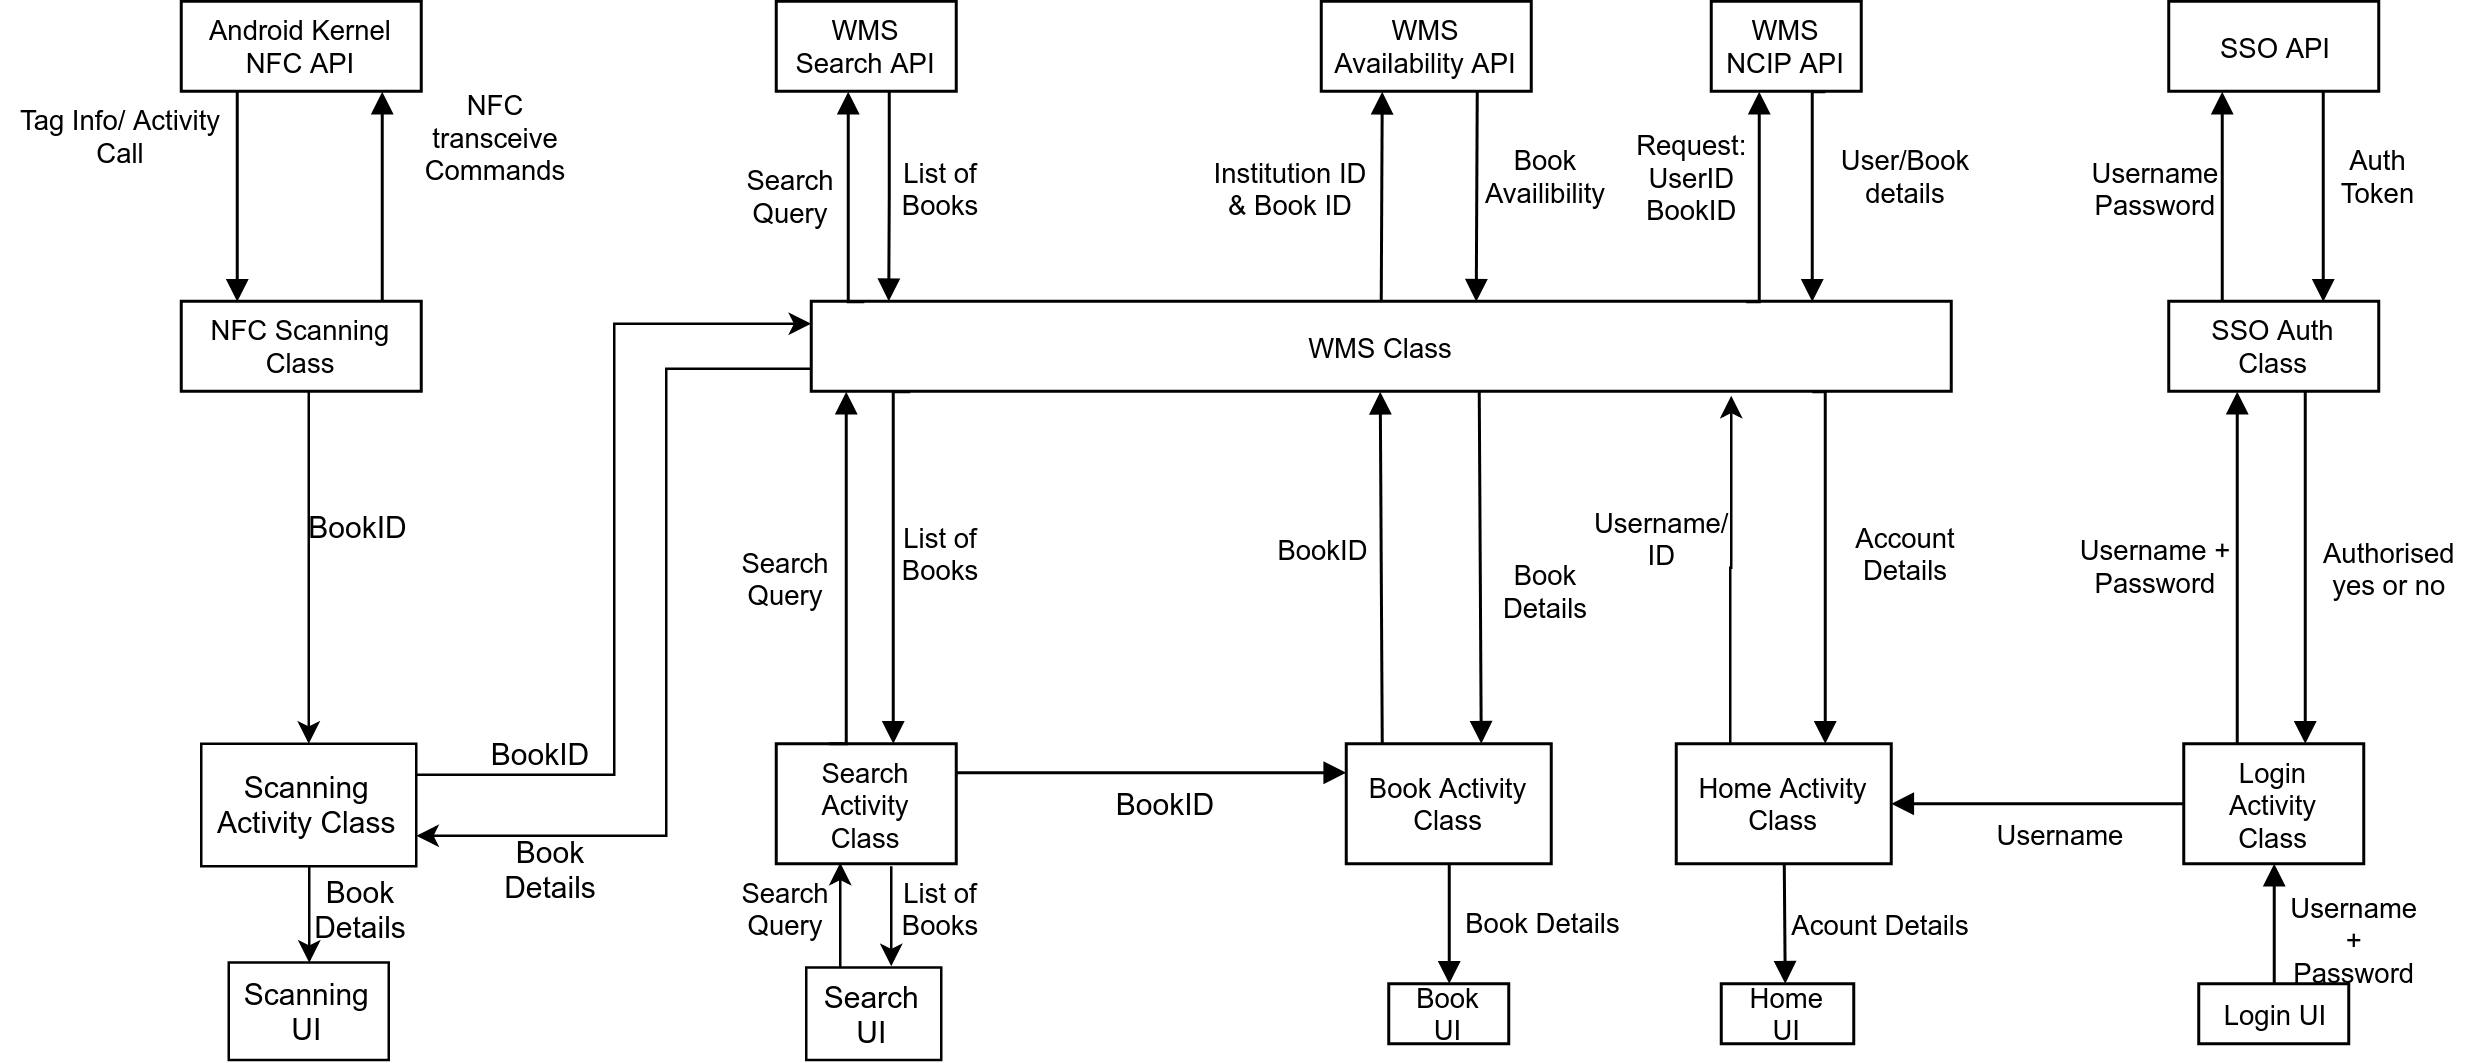 Android Kernel
NFC API
WMS
Search API
WMS
Availability API
WMS
NCIP API
SSO API
Tag Info/ Activity
Call
NFC
transceive
Commands
Search
Query
List of
Books
Institution ID
& Book ID
Book
Availibility
Request:
UserID
BookID
User/Book
details
Username
Password
Auth
Token
NFC Scanning
Class
WMS Class
SSO Auth
Class
BookID
Search
Query
List of
Books
BookID
Book
Details
Username/
ID
Account
Details
Username +
Password
Authorised
yes or no
Scanning
Activity Class
BookID
Book
Details
Search
Activity
Class
BookID
Book Activity
Class
Home Activity
Class
Username
Login
Activity
Class
Book
Details
Search
Query
List of
Books
Book Details
Acount Details
Username
+
Password
Scanning
UI
Search
UI
Book
UI
Home
UI
Login UI